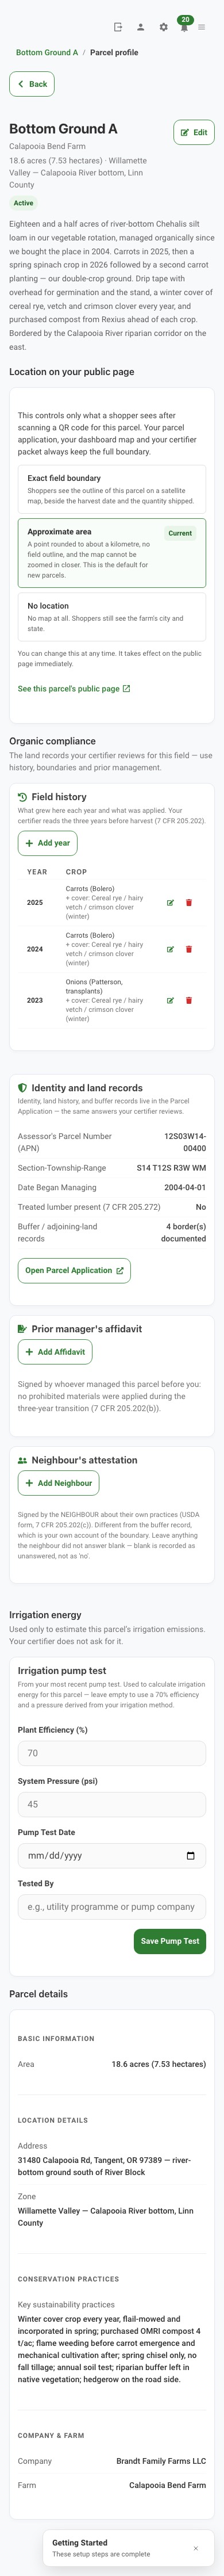 20
Bottom Ground A / Parcel profile
Back
Bottom Ground A
Edit
Calapooia Bend Farm
18.6 acres (7.53 hectares) · Willamette
Valley — Calapooia River bottom, Linn
County
Active
Eighteen and a half acres of river-bottom Chehalis silt
loam in our vegetable rotation, managed organically since
we bought the place in 2004. Carrots in 2025, then a
spring spinach crop in 2026 followed by a second carrot
planting — our double-crop ground. Drip tape with
overhead for germination and the stand, a winter cover of
cereal rye, vetch and crimson clover every year, and
purchased compost from Rexius ahead of each crop.
Bordered by the Calapooia River riparian corridor on the
east.
Location on your public page
This controls only what a shopper sees after
scanning a QR code for this parcel. Your parcel
application, your dashboard map and your certifier
packet always keep the full boundary.
Exact field boundary
Shoppers see the outline of this parcel on a satellite
map, beside the harvest date and the quantity shipped.
Approximate area
Current
A point rounded to about a kilometre, no
field outline, and the map cannot be
zoomed in closer. This is the default for
new parcels.
No location
No map at all. Shoppers still see the farm's city and
state.
You can change this at any time. It takes effect on the public
page immediately.
See this parcel's public page
Organic compliance
The land records your certifier reviews for this field — use
history, boundaries and prior management.
Field history
What grew here each year and what was applied. Your
certifier reads the three years before harvest (7 CFR 205.202).
Add year
YEAR CROP
2025 Carrots (Bolero)
+ cover: Cereal rye / hairy
vetch / crimson clover
(winter)
2024 Carrots (Bolero)
+ cover: Cereal rye / hairy
vetch / crimson clover
(winter)
2023 Onions (Patterson,
transplants)
+ cover: Cereal rye / hairy
vetch / crimson clover
(winter)
Identity and land records
Identity, land history, and buffer records live in the Parcel
Application — the same answers your certifier reviews.
Assessor's Parcel Number
(APN)
12S03W14-
00400
Section-Township-Range S14 T12S R3W WM
Date Began Managing 2004-04-01
Treated lumber present (7 CFR 205.272) No
Buffer / adjoining-land
records
4 border(s)
documented
Open Parcel Application
Prior manager's affidavit
Add Affidavit
Signed by whoever managed this parcel before you:
no prohibited materials were applied during the
three-year transition (7 CFR 205.202(b)).
Neighbour's attestation
Add Neighbour
Signed by the NEIGHBOUR about their own practices (USDA
form, 7 CFR 205.202(c)). Different from the buffer record,
which is your own account of the boundary. Leave anything
the neighbour did not answer blank — blank is recorded as
unanswered, not as 'no'.
Irrigation energy
Used only to estimate this parcel's irrigation emissions.
Your certifier does not ask for it.
Irrigation pump test
From your most recent pump test. Used to calculate irrigation
energy for this parcel — leave empty to use a 70% efficiency
and a pressure derived from your irrigation method.
Plant Efficiency (%)
70
System Pressure (psi)
45
Pump Test Date
mm/dd/yyyy
Tested By
e.g., utility programme or pump company
Save Pump Test
Parcel details
BASIC INFORMATION
Area 18.6 acres (7.53 hectares)
LOCATION DETAILS
Address
31480 Calapooia Rd, Tangent, OR 97389 — river-
bottom ground south of River Block
Zone
Willamette Valley — Calapooia River bottom, Linn
County
CONSERVATION PRACTICES
Key sustainability practices
Winter cover crop every year, flail-mowed and
incorporated in spring; purchased OMRI compost 4
t/ac; flame weeding before carrot emergence and
mechanical cultivation after; spring chisel only, no
fall tillage; annual soil test; riparian buffer left in
native vegetation; hedgerow on the road side.
COMPANY & FARM
Company Brandt Family Farms LLC
Farm Calapooia Bend Farm
Getting Started
These setup steps are complete